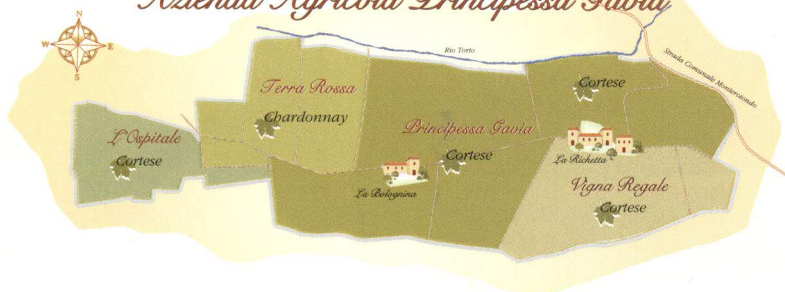 Azienda Agricola Principessa Gavia
N
W E
S
Rio Torto
Strada Comunale Monterotondo
Terra Rossa
Chardonnay
Cortese
Principessa Gavia
Cortese
L'Ospitale
Cortese
La Bolognina
La Richetta
Vigna Regale
Cortese